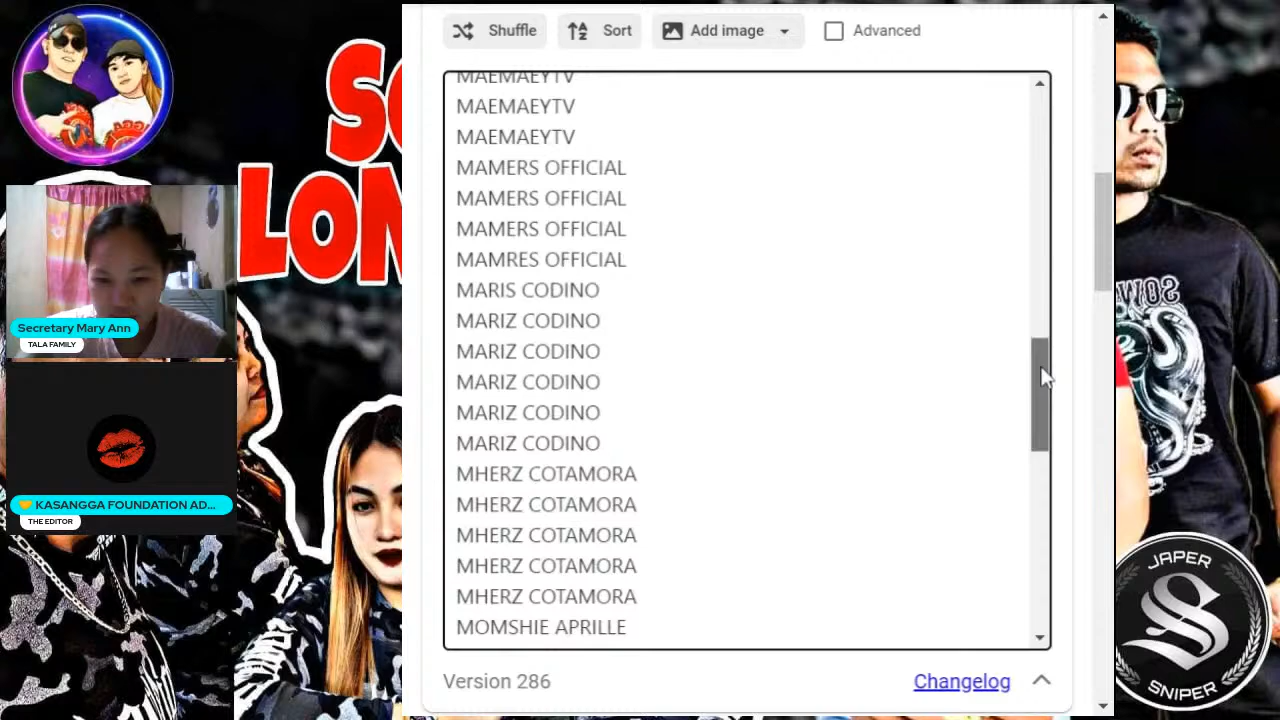 Shuffle
Sort
Add image
Advanced
MAEMAEYTV
MAEMAEYTV
MAEMAEYTV
MAMERS OFFICIAL
MAMERS OFFICIAL
MAMERS OFFICIAL
MAMRES OFFICIAL
MARIS CODINO
MARIZ CODINO
MARIZ CODINO
MARIZ CODINO
MARIZ CODINO
MARIZ CODINO
MHERZ COTAMORA
MHERZ COTAMORA
MHERZ COTAMORA
MHERZ COTAMORA
MHERZ COTAMORA
MOMSHIE APRILLE
Version 286
Changelog
Secretary Mary Ann
TALA FAMILY
KASANGGA FOUNDATION AD...
THE EDITOR
JAPER
S
SNIPER